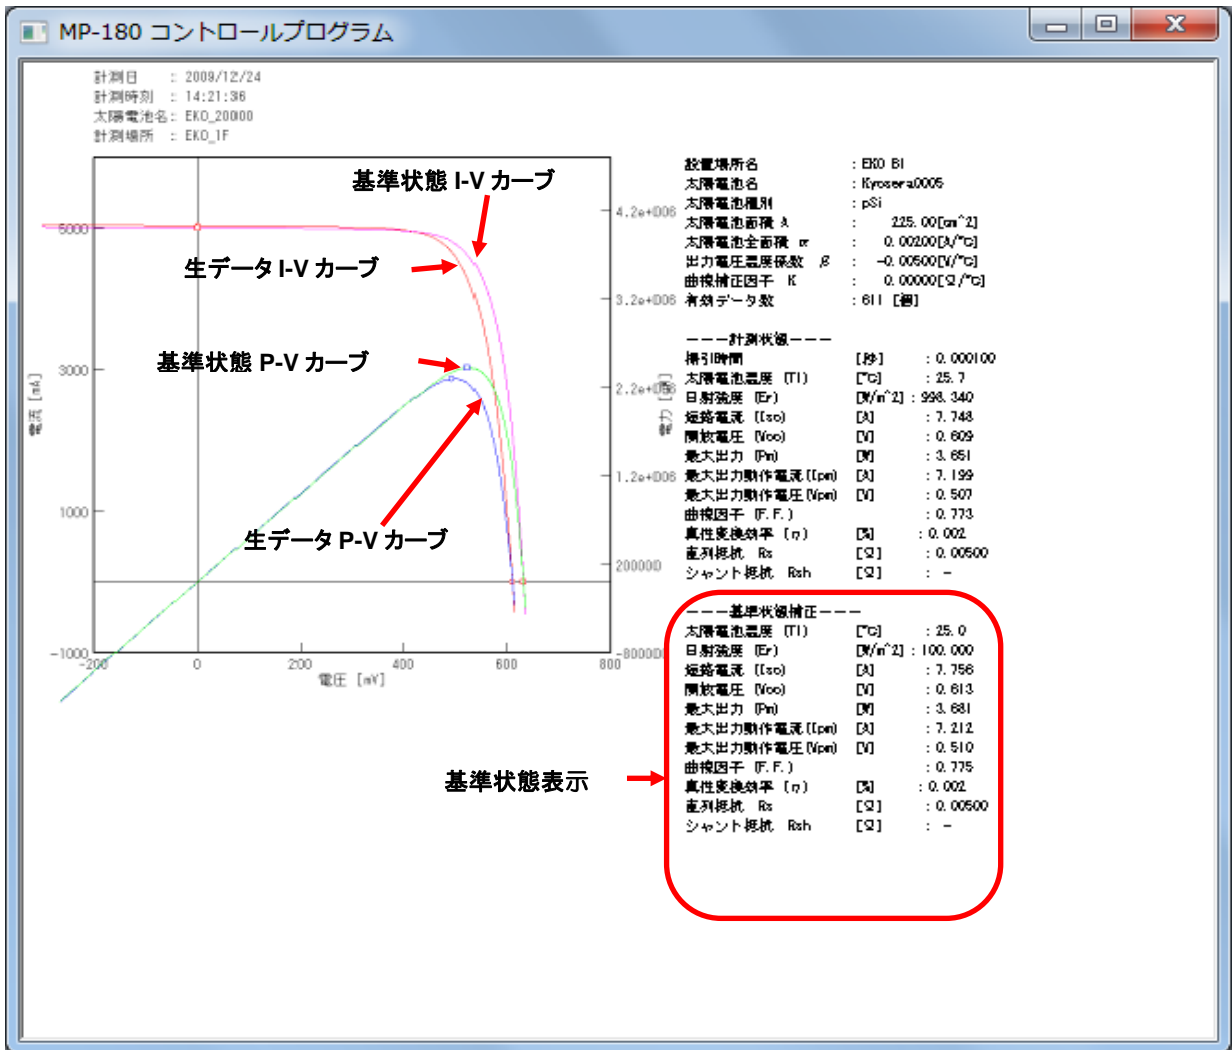 MP-180 コントロールプログラム
計測日 : 2009/12/24
計測時刻 : 14:21:36
太陽電池名: EKO_20000
計測場所 : EKO_1F
基準状態 I-V カーブ
生データ I-V カーブ
基準状態 P-V カーブ
生データ P-V カーブ
5000
3000
1000
-1000
電流 [mA]
-200 0 200 400 600 800
電圧 [mV]
4.2e+006
3.2e+006
2.2e+006
1.2e+006
200000
-800000
設置場所名 : EKO BI
太陽電池名 : Kyosera0005
太陽電池種別 : pSi
太陽電池面積 A : 225.00[cm^2]
太陽電池全面積 α : 0.00200[A/℃]
出力電圧温度係数 β : -0.00500[V/℃]
曲線補正因子 K : 0.00000[Ω/℃]
有効データ数 : 611 [個]
---計測状態---
掃引時間 [秒] : 0.000100
太陽電池温度 (T1) [℃] : 25.7
日射強度 (Er) [W/m^2] : 998.340
短絡電流 (Isc) [A] : 7.748
開放電圧 (Voc) [V] : 0.609
最大出力 (Pm) [W] : 3.651
最大出力動作電流(Ipm) [A] : 7.199
最大出力動作電圧(Vpm) [V] : 0.507
曲線因子 (F.F.) : 0.773
真性変換効率 (η) [%] : 0.002
直列抵抗 Rs [Ω] : 0.00500
シャント抵抗 Rsh [Ω] : -
---基準状態補正---
太陽電池温度 (T1) [℃] : 25.0
日射強度 (Er) [W/m^2] : 100.000
短絡電流 (Isc) [A] : 7.756
開放電圧 (Voc) [V] : 0.613
最大出力 (Pm) [W] : 3.681
最大出力動作電流(Ipm) [A] : 7.212
最大出力動作電圧(Vpm) [V] : 0.510
曲線因子 (F.F.) : 0.775
真性変換効率 (η) [%] : 0.002
直列抵抗 Rs [Ω] : 0.00500
シャント抵抗 Rsh [Ω] : -
基準状態表示